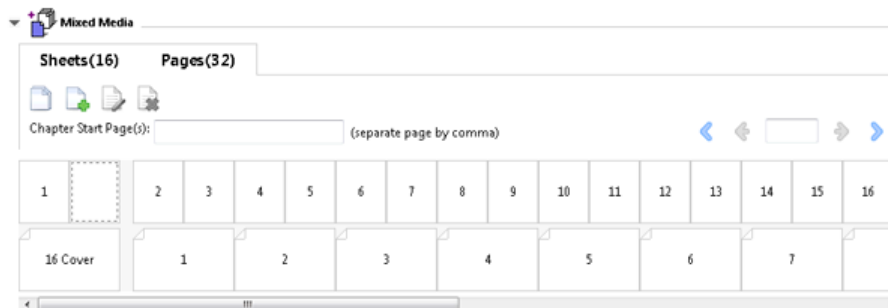 Mixed Media
Sheets(16) Pages(32)
Chapter Start Page(s): (separate page by comma)
1 2 3 4 5 6 7 8 9 10 11 12 13 14 15 16
16 Cover 1 2 3 4 5 6 7